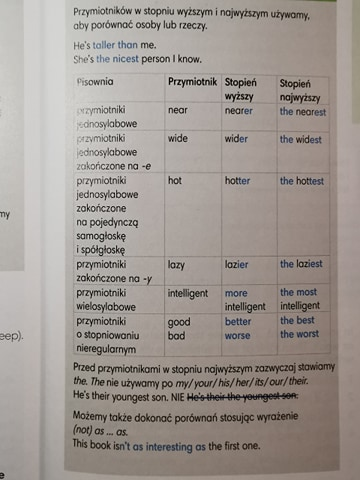 Przymiotników w stopniu wyższym i najwyższym używamy,
aby porównać osoby lub rzeczy.
He's taller than me.
She's the nicest person I know.
Pisownia Przymiotnik Stopień wyższy Stopień najwyższy
przymiotniki jednosylabowe near nearer the nearest
przymiotniki jednosylabowe zakończone na -e wide wider the widest
przymiotniki jednosylabowe zakończone na pojedynczą samogłoskę i spółgłoskę hot hotter the hottest
przymiotniki zakończone na -y lazy lazier the laziest
przymiotniki wielosylabowe intelligent more intelligent the most intelligent
przymiotniki o stopniowaniu nieregularnym good better the best
bad worse the worst
Przed przymiotnikami w stopniu najwyższym zazwyczaj stawiamy
the. The nie używamy po my/your/his/her/its/our/their.
He's their youngest son. NIE He's their the youngest son.
Możemy także dokonać porównań stosując wyrażenie
(not) as ... as.
This book isn't as interesting as the first one.
my
eep).
e